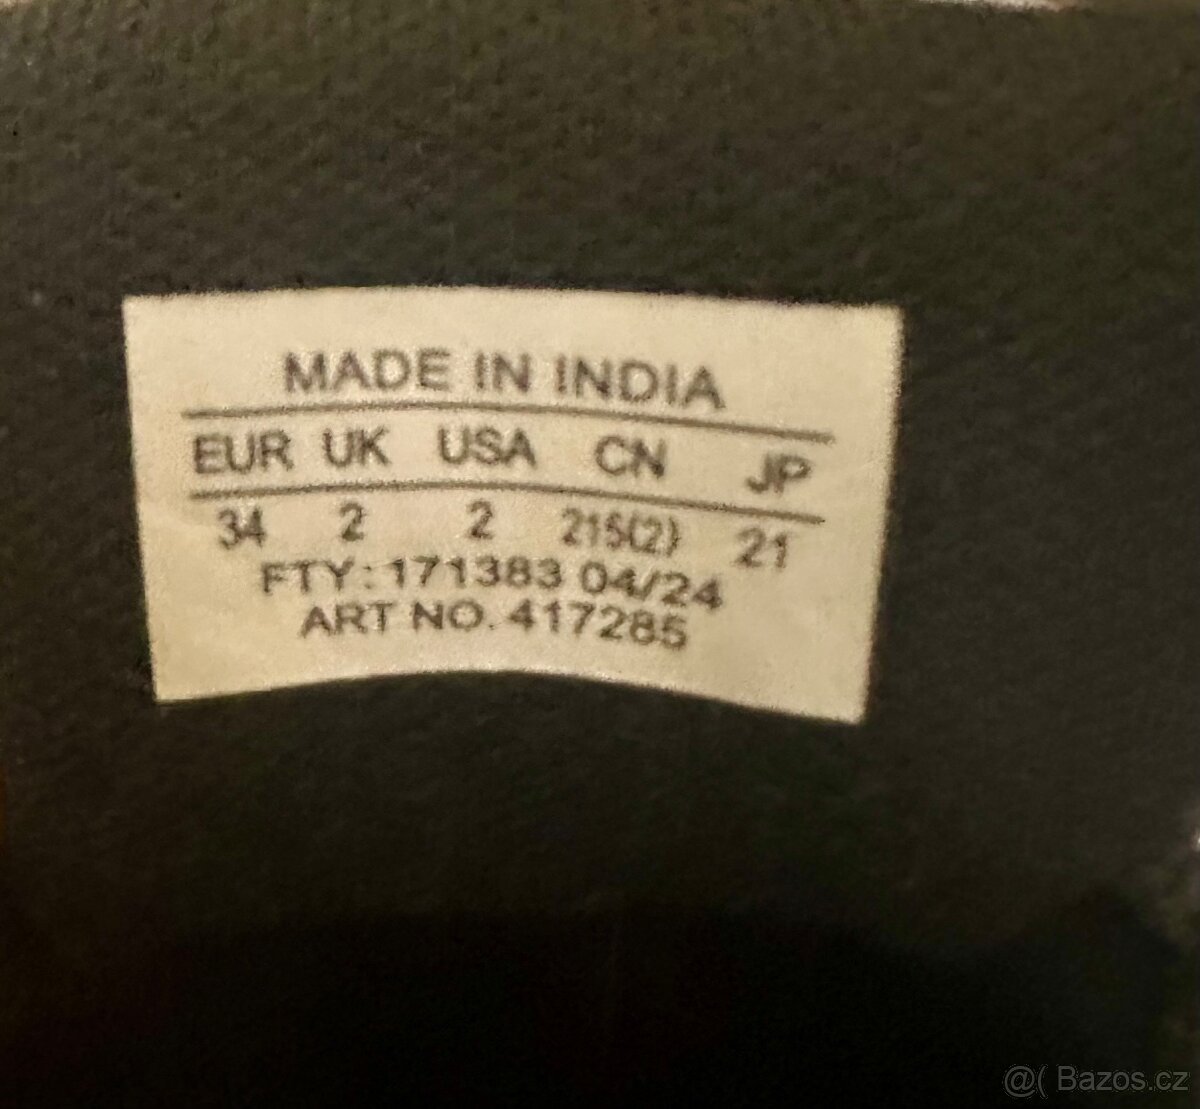 MADE IN INDIA
EUR UK USA CN JP
34 2 2 215(2) 21
FTY: 171383 04/24
ART NO. 417285
@( Bazos.cz